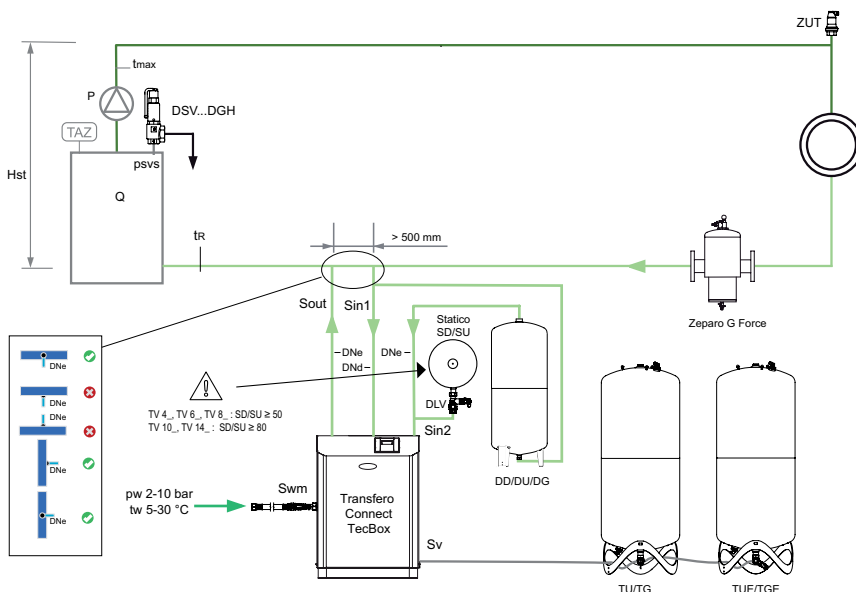 ZUT
tmax
P
DSV...DGH
TAZ
psvs
Hst
Q
tR
> 500 mm
Sout
Sin1
Zeparo G Force
Statico
SD/SU
DNe
DNd
DNe
DLV
Sin2
DD/DU/DG
DNe
DNe
DNe
DNe
DNe
TV 4_, TV 6_, TV 8_ : SD/SU ≥ 50
TV 10_, TV 14_ : SD/SU ≥ 80
pw 2-10 bar
tw 5-30 °C
Swm
Transfero
Connect
TecBox
Sv
TU/TG
TUE/TGE